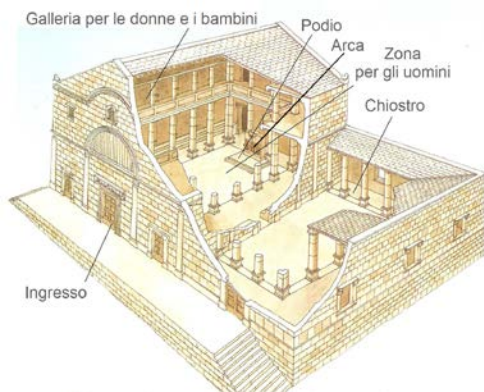 Galleria per le donne e i bambini
Podio
Arca
Zona
per gli uomini
Chiostro
Ingresso